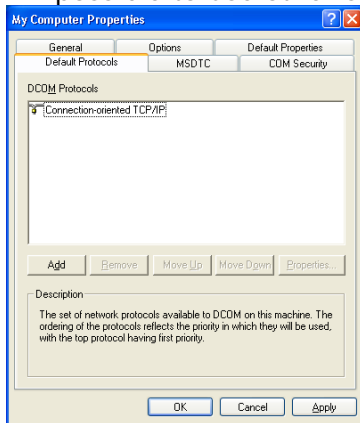 My Computer Properties
General Options Default Properties
Default Protocols MSDTC COM Security
DCOM Protocols
Connection-oriented TCP/IP
Add Remove Move Up Move Down Properties...
Description
The set of network protocols available to DCOM on this machine. The
ordering of the protocols reflects the priority in which they will be used,
with the top protocol having first priority.
OK Cancel Apply